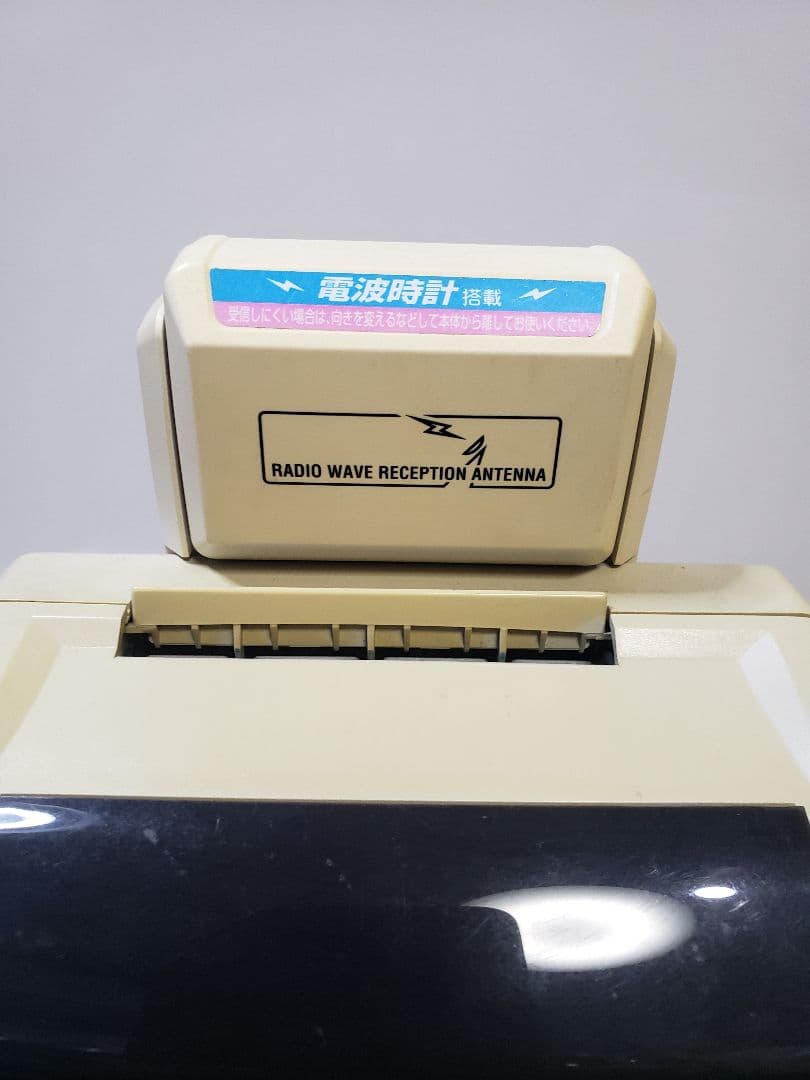 電波時計 搭載
受信しにくい場合は、向きを変えるなどして本体から離してお使いください。
RADIO WAVE RECEPTION ANTENNA